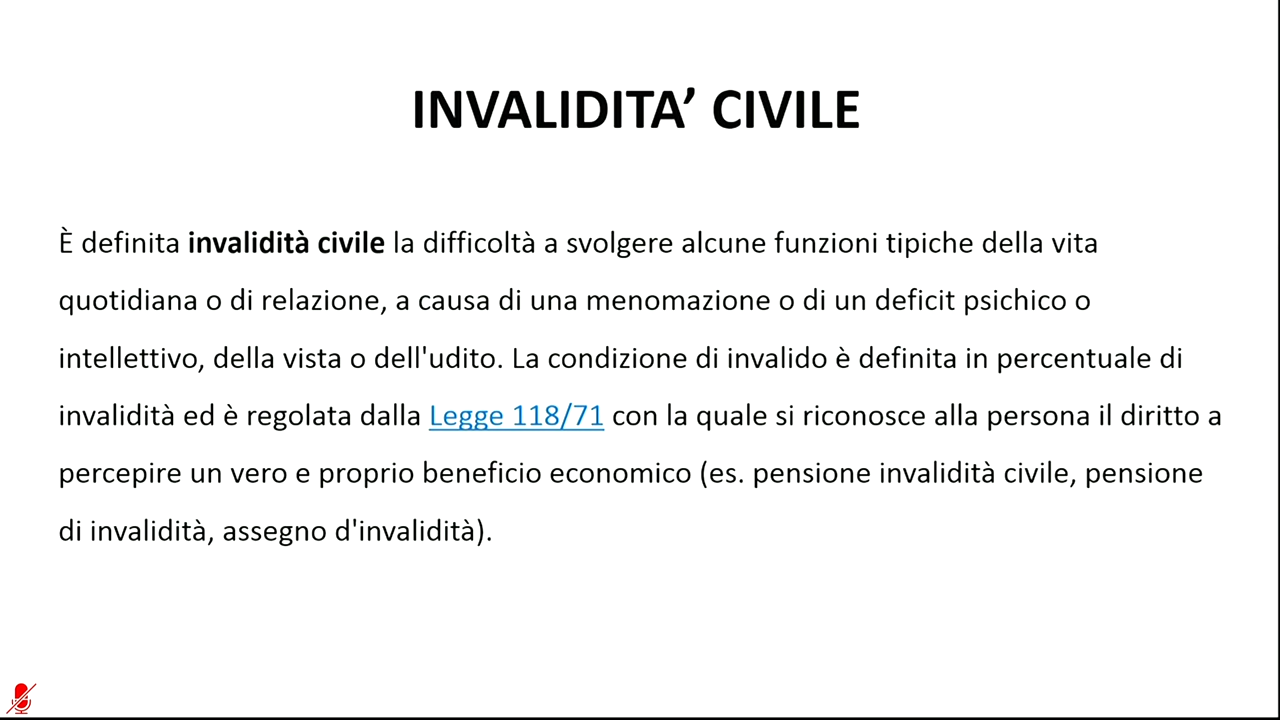 INVALIDITA’ CIVILE
È definita invalidità civile la difficoltà a svolgere alcune funzioni tipiche della vita
quotidiana o di relazione, a causa di una menomazione o di un deficit psichico o
intellettivo, della vista o dell'udito. La condizione di invalido è definita in percentuale di
invalidità ed è regolata dalla Legge 118/71 con la quale si riconosce alla persona il diritto a
percepire un vero e proprio beneficio economico (es. pensione invalidità civile, pensione
di invalidità, assegno d'invalidità).